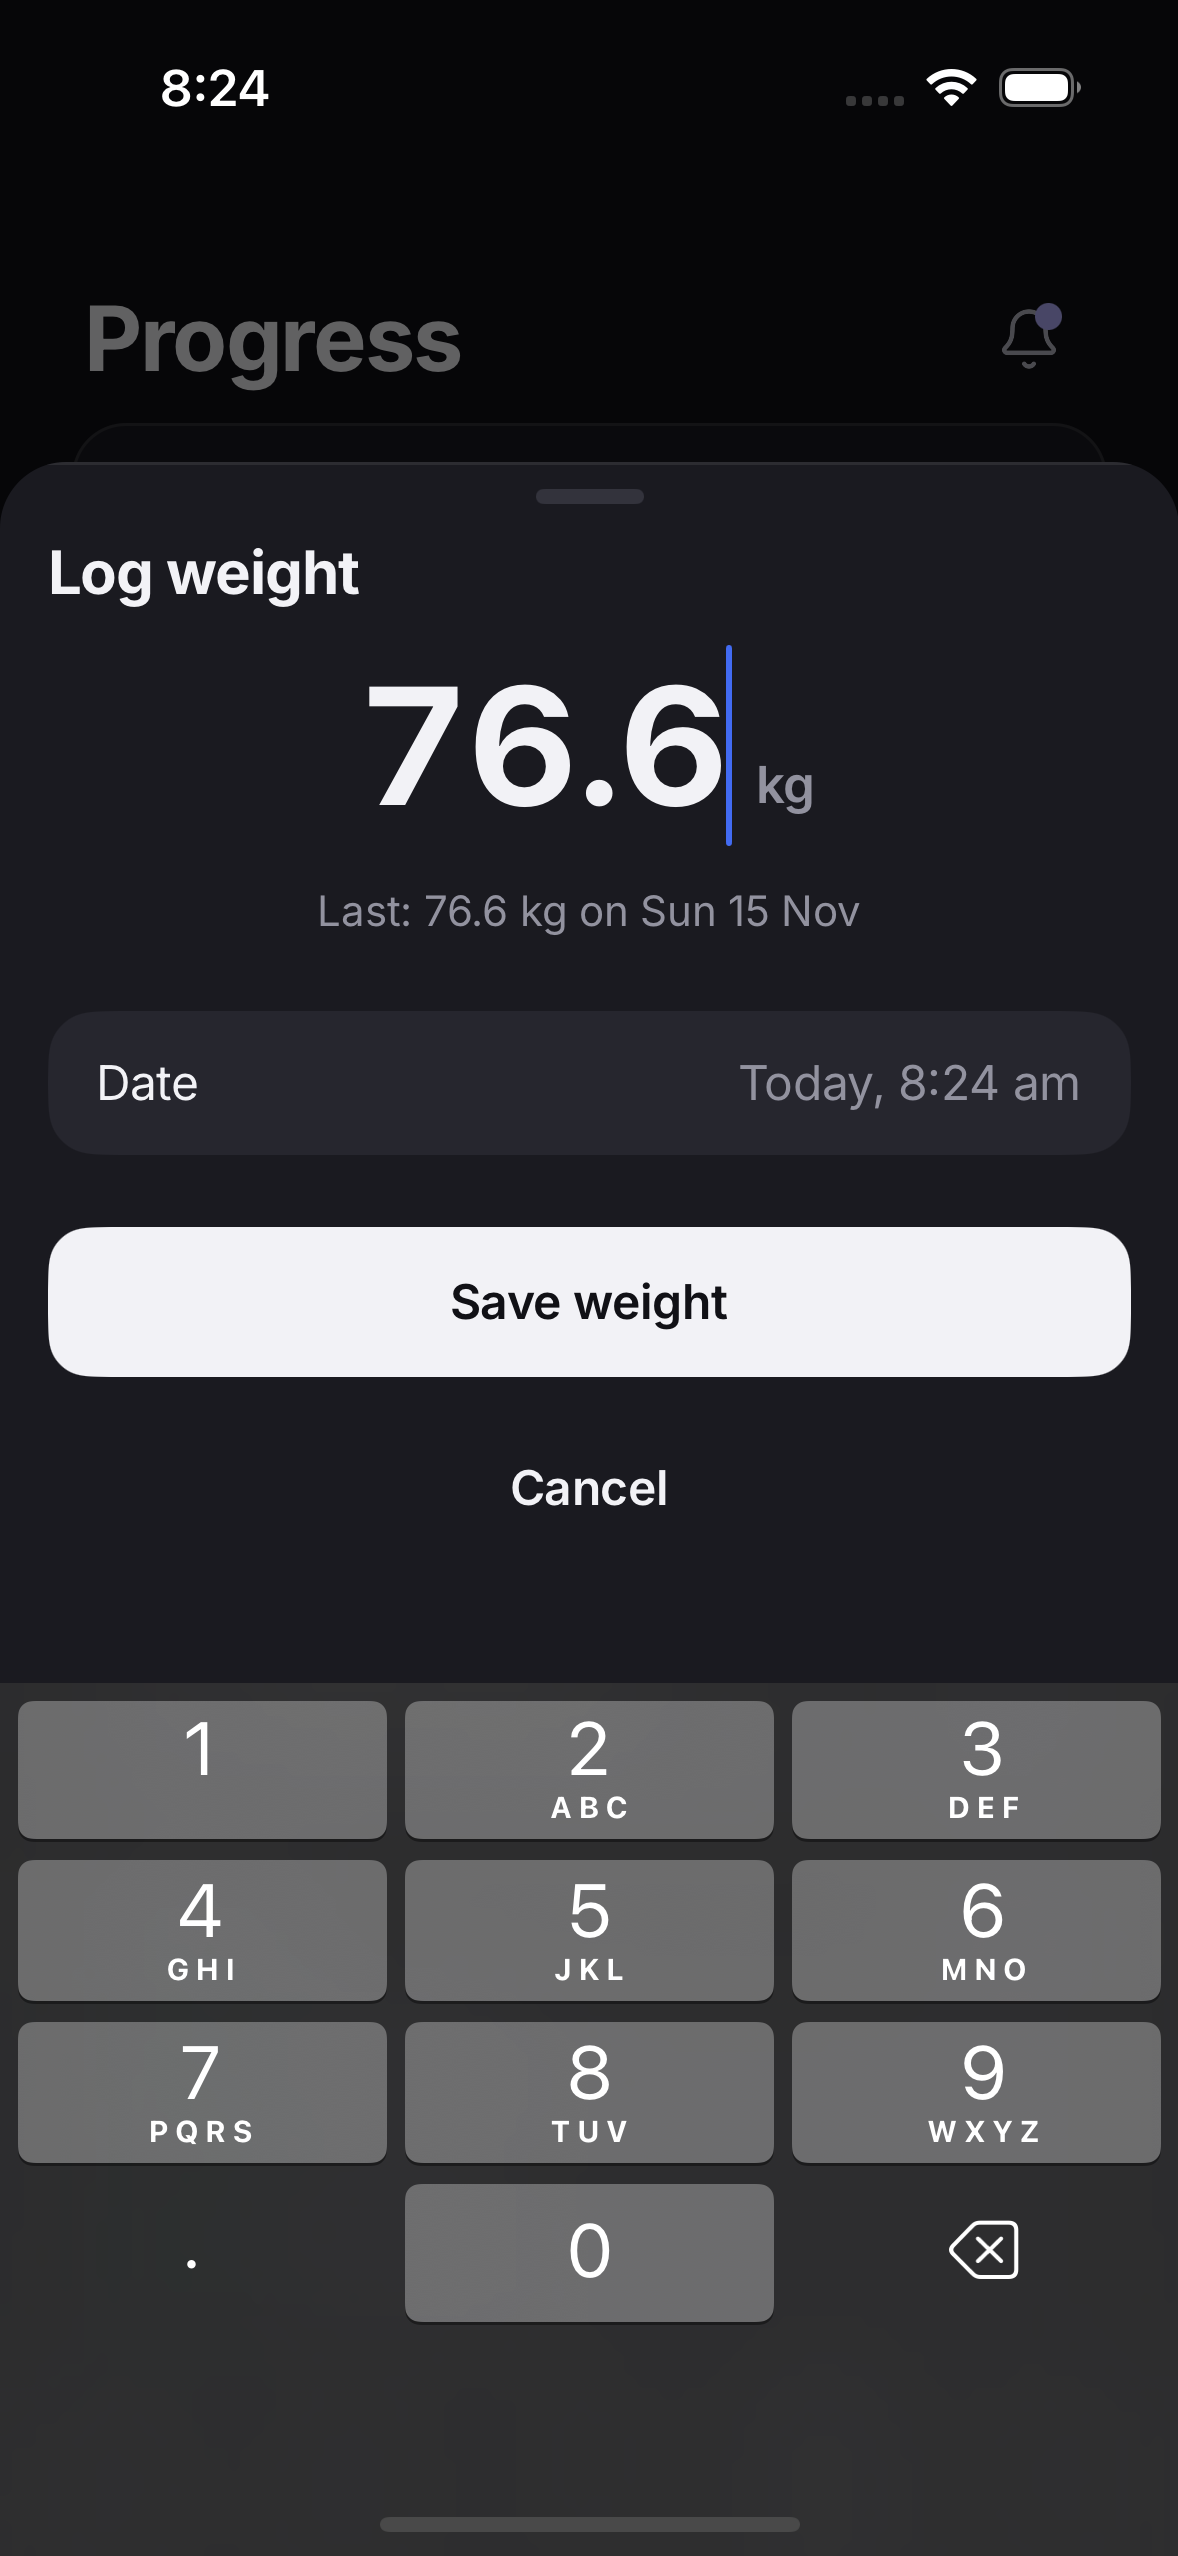 8:24
Progress
Log weight
76.6 kg
Last: 76.6 kg on Sun 15 Nov
Date Today, 8:24 am
Save weight
Cancel
1 2 3
ABC DEF
4 5 6
GHI JKL MNO
7 8 9
PQRS TUV WXYZ
. 0